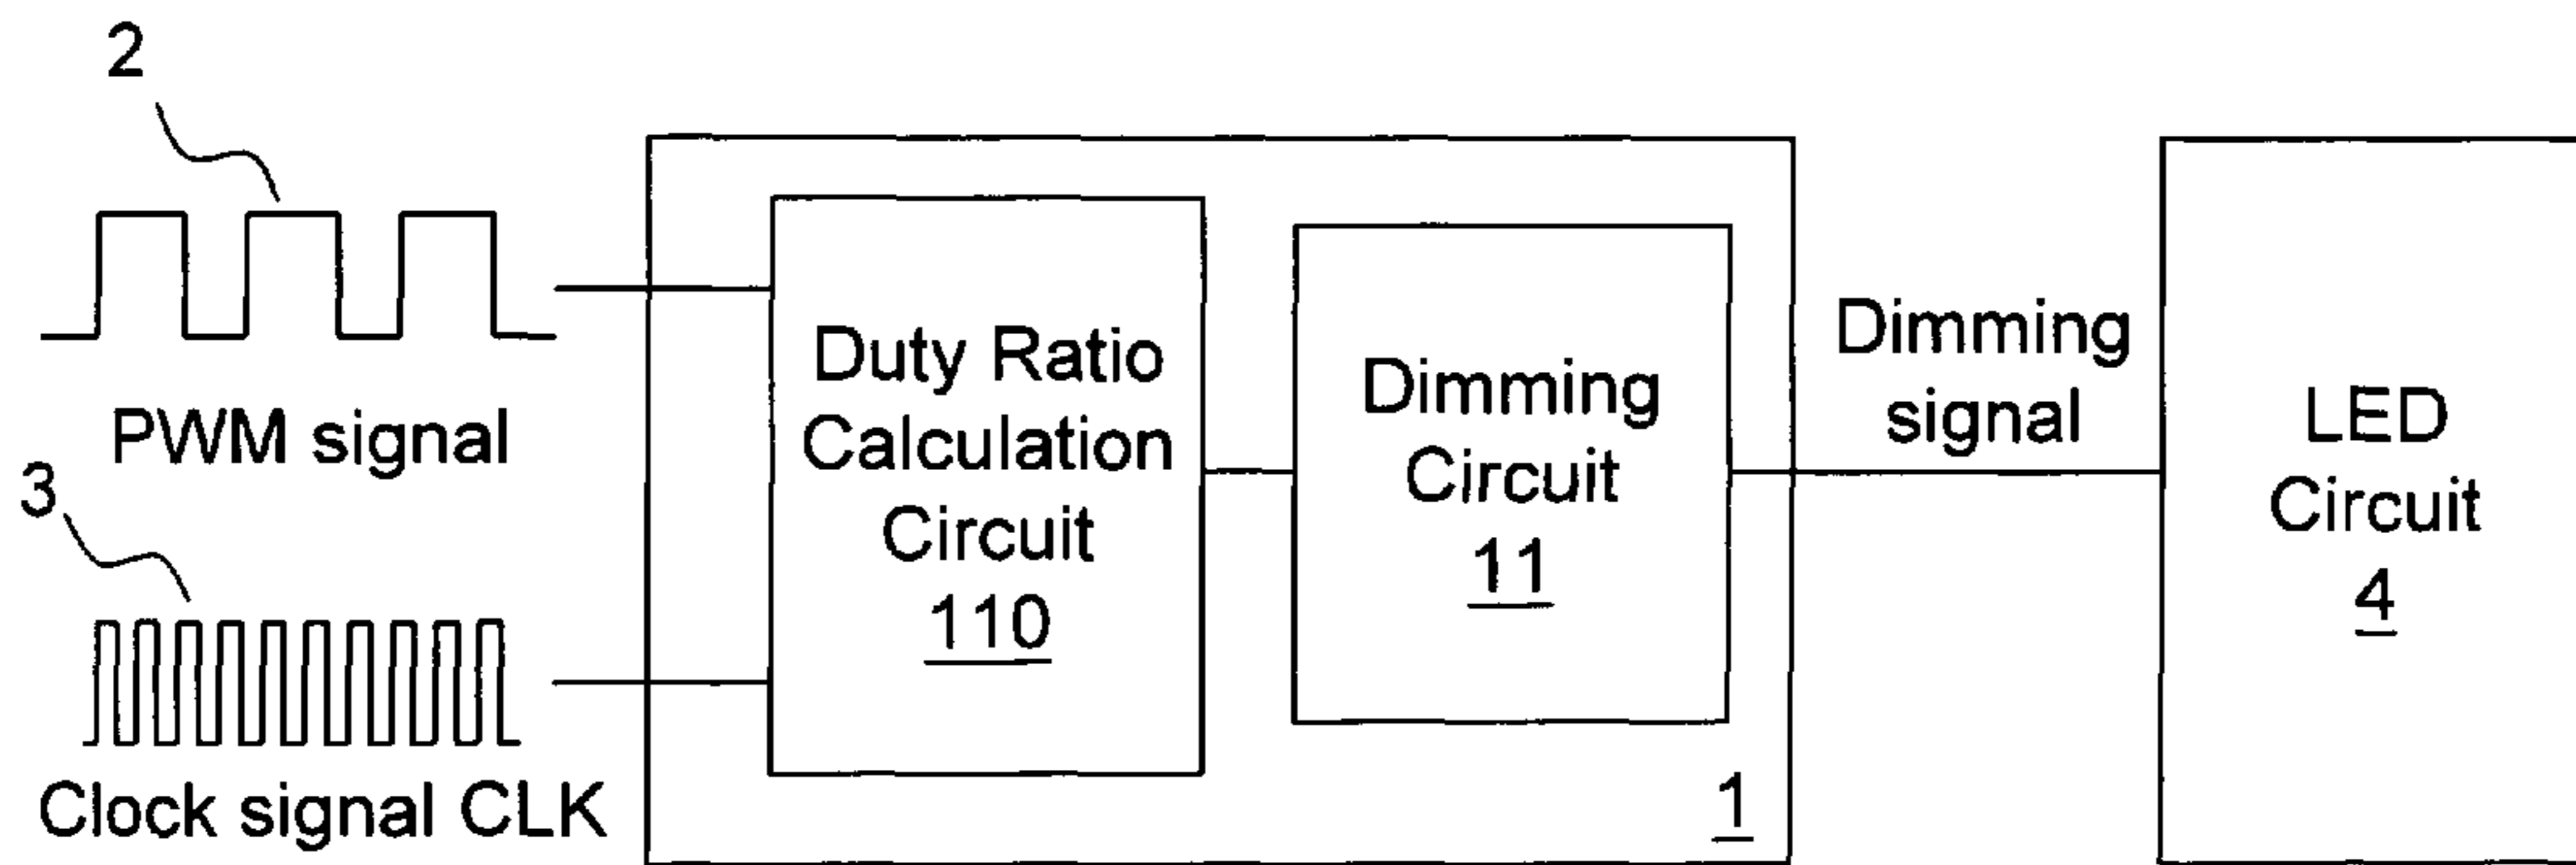 2
PWM signal
3
Clock signal CLK
Duty Ratio
Calculation
Circuit
110
Dimming
Circuit
11
1
Dimming
signal
LED
Circuit
4